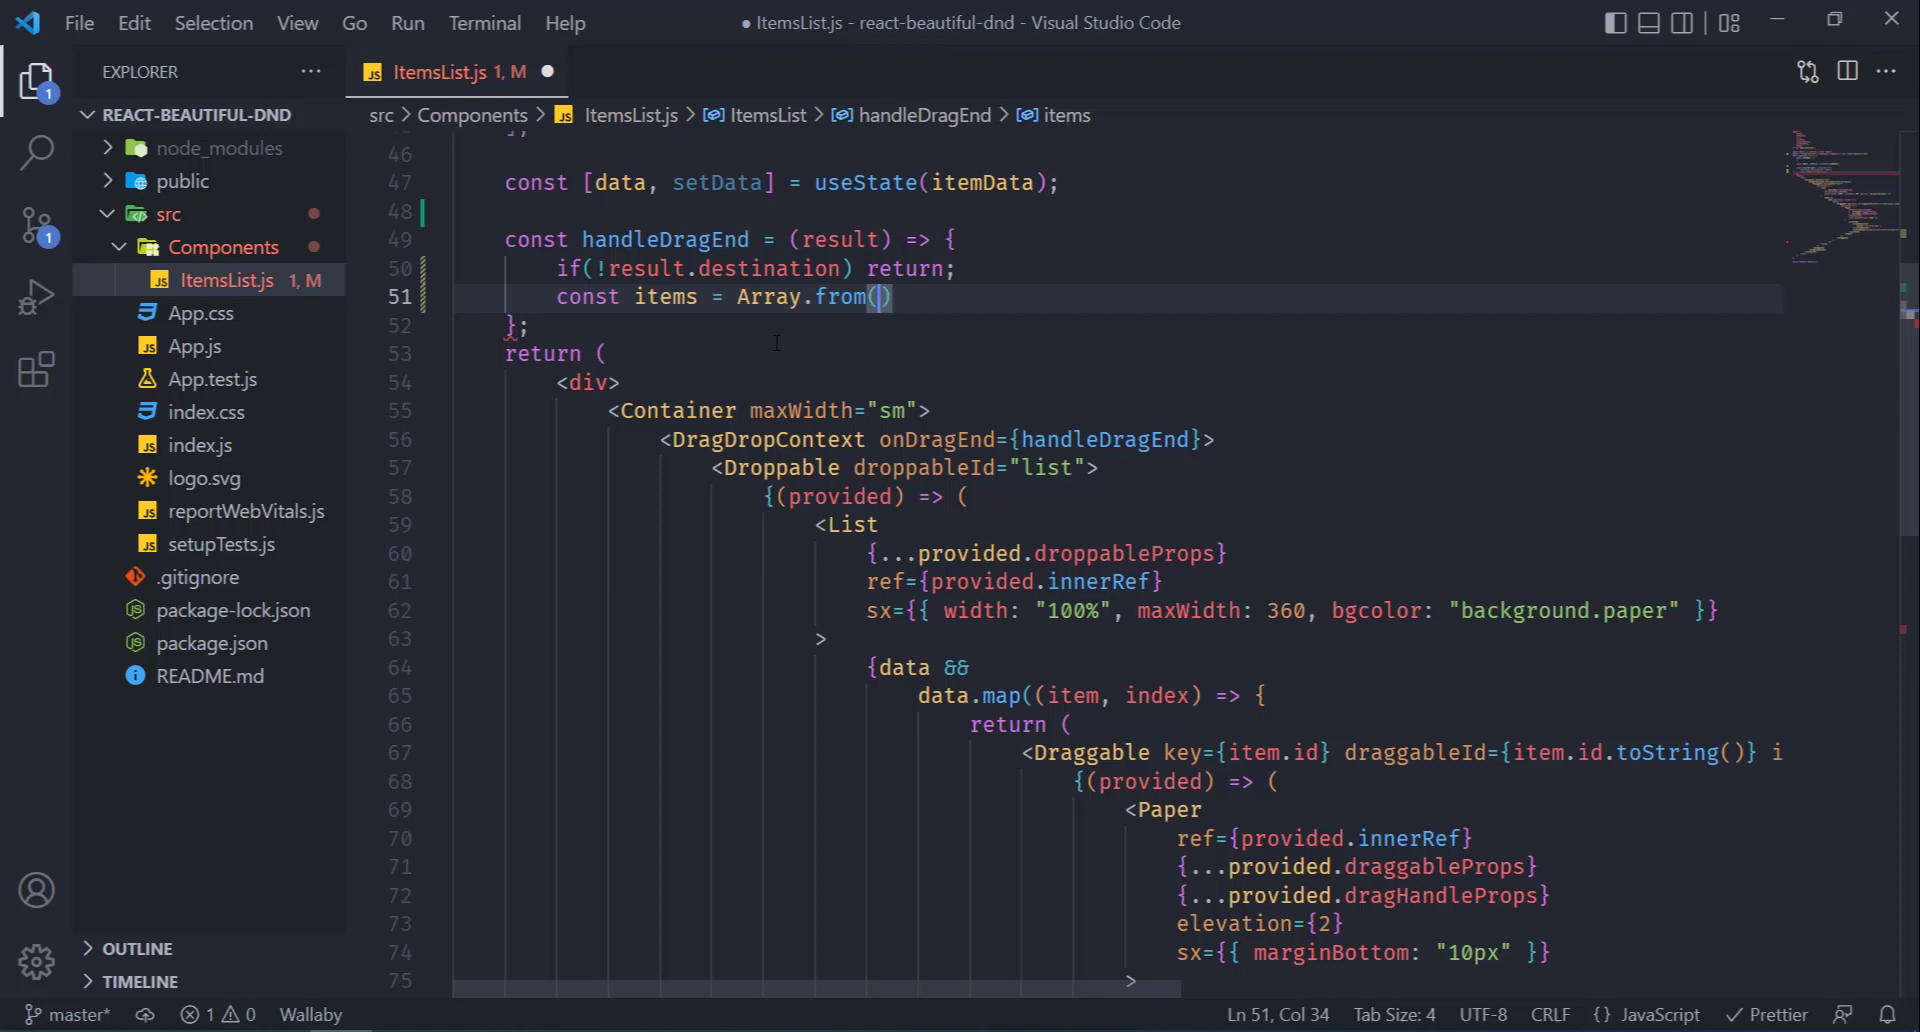 File Edit Selection View Go Run Terminal Help
● ItemsList.js - react-beautiful-dnd - Visual Studio Code
EXPLORER ···
JS ItemsList.js 1, M ●
1
REACT-BEAUTIFUL-DND
src > Components > JS ItemsList.js > ItemsList > handleDragEnd > items
node_modules
public
src
Components
JS ItemsList.js 1, M
App.css
JS App.js
App.test.js
index.css
JS index.js
logo.svg
JS reportWebVitals.js
JS setupTests.js
.gitignore
package-lock.json
package.json
README.md
1
OUTLINE
TIMELINE
46
47 const [data, setData] = useState(itemData);
48
49 const handleDragEnd = (result) => {
50 if(!result.destination) return;
51 const items = Array.from()
52 };
53 return (
54 <div>
55 <Container maxWidth="sm">
56 <DragDropContext onDragEnd={handleDragEnd}>
57 <Droppable droppableId="list">
58 {(provided) => (
59 <List
60 {...provided.droppableProps}
61 ref={provided.innerRef}
62 sx={{ width: "100%", maxWidth: 360, bgcolor: "background.paper" }}
63 >
64 {data &&
65 data.map((item, index) => {
66 return (
67 <Draggable key={item.id} draggableId={item.id.toString()} i
68 {(provided) => (
69 <Paper
70 ref={provided.innerRef}
71 {...provided.draggableProps}
72 {...provided.dragHandleProps}
73 elevation={2}
74 sx={{ marginBottom: "10px" }}
75 >
master* 1 0 Wallaby Ln 51, Col 34 Tab Size: 4 UTF-8 CRLF {} JavaScript ✓ Prettier